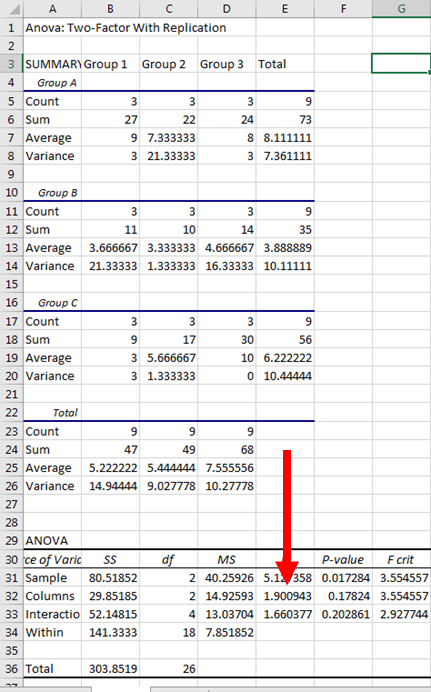 A B C D E F G
1 Anova: Two-Factor With Replication
2
3 SUMMARY Group 1 Group 2 Group 3 Total
4 Group A
5 Count 3 3 3 9
6 Sum 27 22 24 73
7 Average 9 7.333333 8 8.111111
8 Variance 3 21.33333 3 7.361111
9
10 Group B
11 Count 3 3 3 9
12 Sum 11 10 14 35
13 Average 3.666667 3.333333 4.666667 3.888889
14 Variance 21.33333 1.333333 16.33333 10.11111
15
16 Group C
17 Count 3 3 3 9
18 Sum 9 17 30 56
19 Average 3 5.666667 10 6.222222
20 Variance 3 1.333333 0 10.44444
21
22 Total
23 Count 9 9 9
24 Sum 47 49 68
25 Average 5.222222 5.444444 7.555556
26 Variance 14.94444 9.027778 10.27778
27
28
29 ANOVA
30 rce of Varic SS df MS P-value F crit
31 Sample 80.51852 2 40.25926 0.017284 3.554557
32 Columns 29.85185 2 14.92593 1.900943 0.17824 3.554557
33 Interactio 52.14815 4 13.03704 1.660377 0.202861 2.927744
34 Within 141.3333 18 7.851852
35
36 Total 303.8519 26